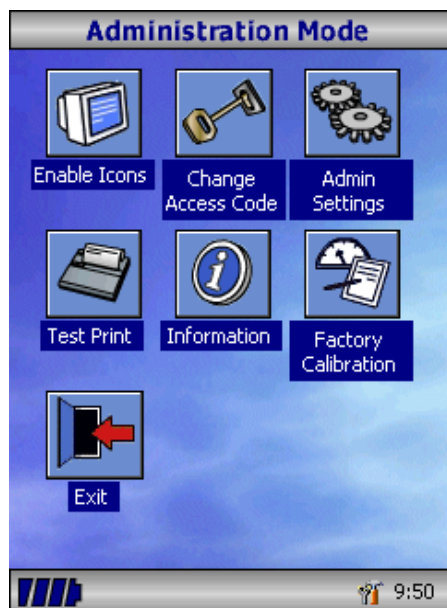 Administration Mode
Enable Icons
Change
Access Code
Admin
Settings
Test Print
Information
Factory
Calibration
Exit
9:50